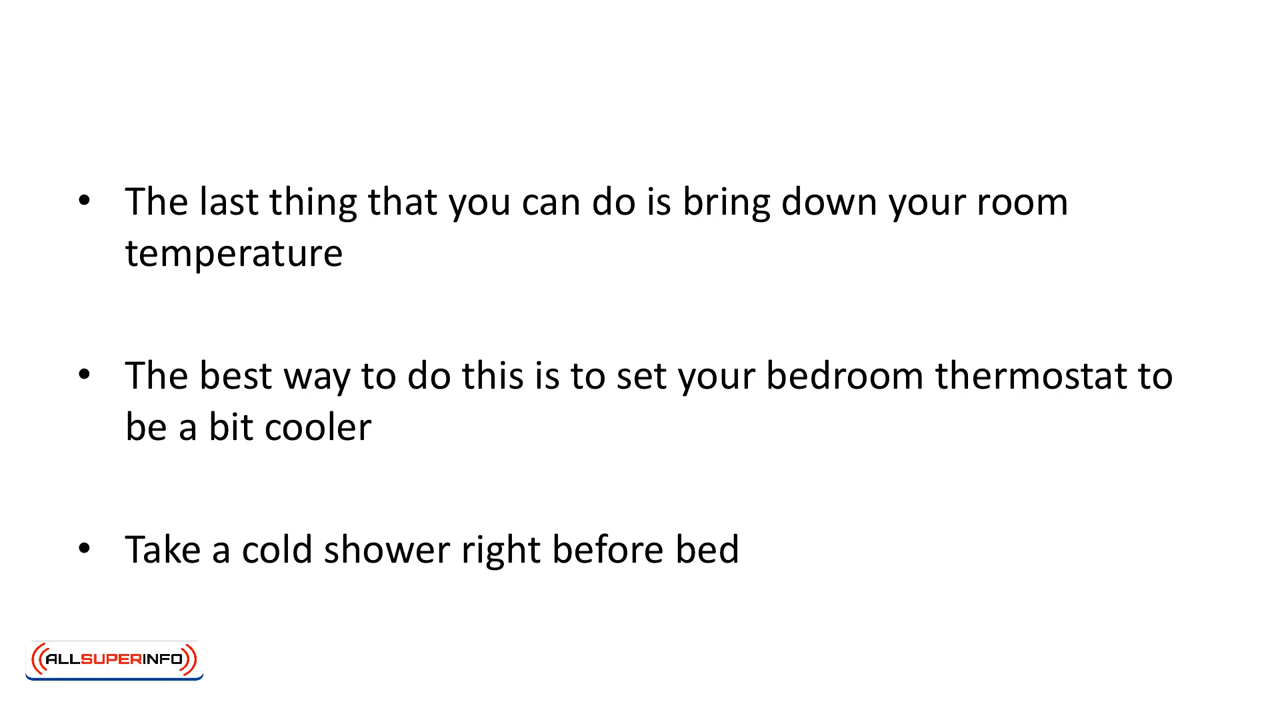 • The last thing that you can do is bring down your room
temperature
• The best way to do this is to set your bedroom thermostat to
be a bit cooler
• Take a cold shower right before bed
ALLSUPERINFO